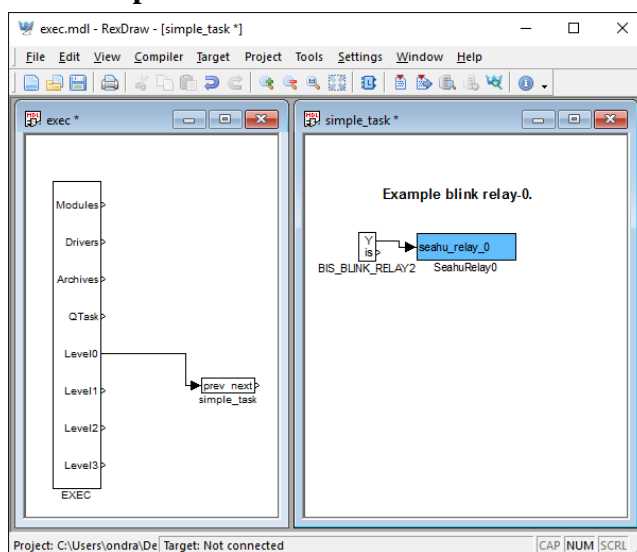 exec.mdl - RexDraw - [simple_task *]
File Edit View Compiler Target Project Tools Settings Window Help
exec *
Modules
Drivers
Archives
QTask
Level0
Level1
Level2
Level3
EXEC
prev next
simple_task
simple_task *
Example blink relay-0.
Y
is
BIS_BLINK_RELAY2
seahu_relay_0
SeahuRelay0
Project: C:\Users\ondra\De Target: Not connected CAP NUM SCRL